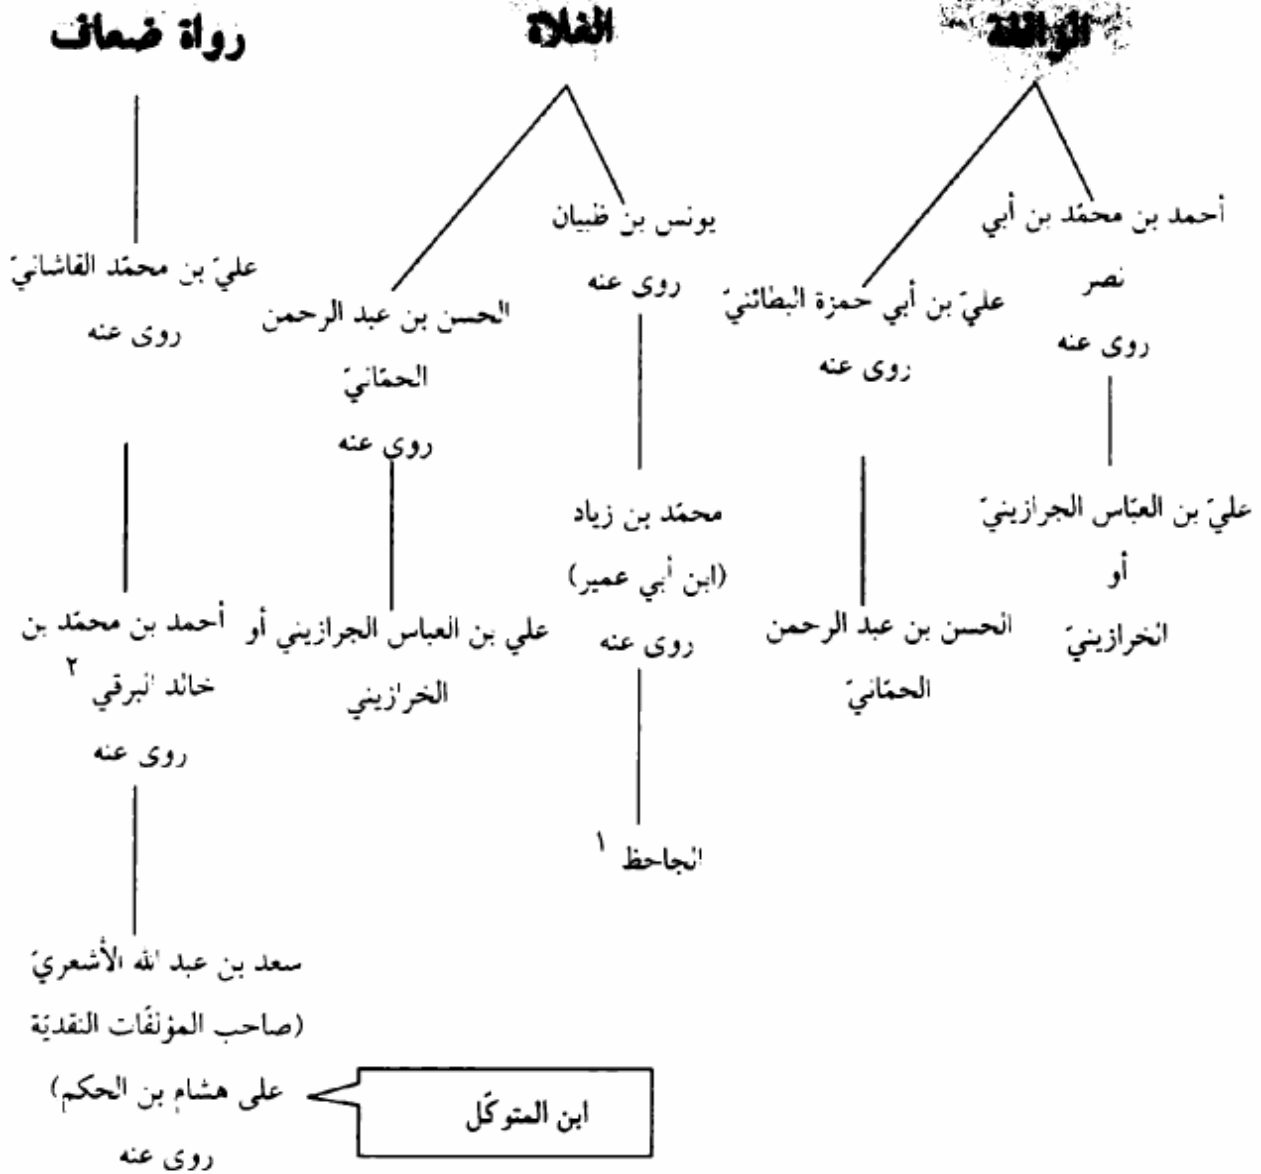 الواقفة
أحمد بن محمّد بن أبي
نصر
روى عنه
عليّ بن العبّاس الجرازينيّ
أو
الخرازينيّ
عليّ بن أبي حمزة البطائنيّ
روى عنه
الحسن بن عبد الرحمن
الحمّانيّ
الغلاة
يونس بن ظبيان
روى عنه
محمّد بن زياد
(ابن أبي عمير)
روى عنه
الجاحظ ١
الحسن بن عبد الرحمن
الحمّانيّ
روى عنه
علي بن العباس الجرازيني أو
الخرازيني
رواة ضعاف
عليّ بن محمّد القاشانيّ
روى عنه
أحمد بن محمّد بن
خالد البرقي ٢
روى عنه
سعد بن عبد الله الأشعريّ
(صاحب المؤلفّات النقديّة
على هشام بن الحكم)
روى عنه
ابن المتوكّل